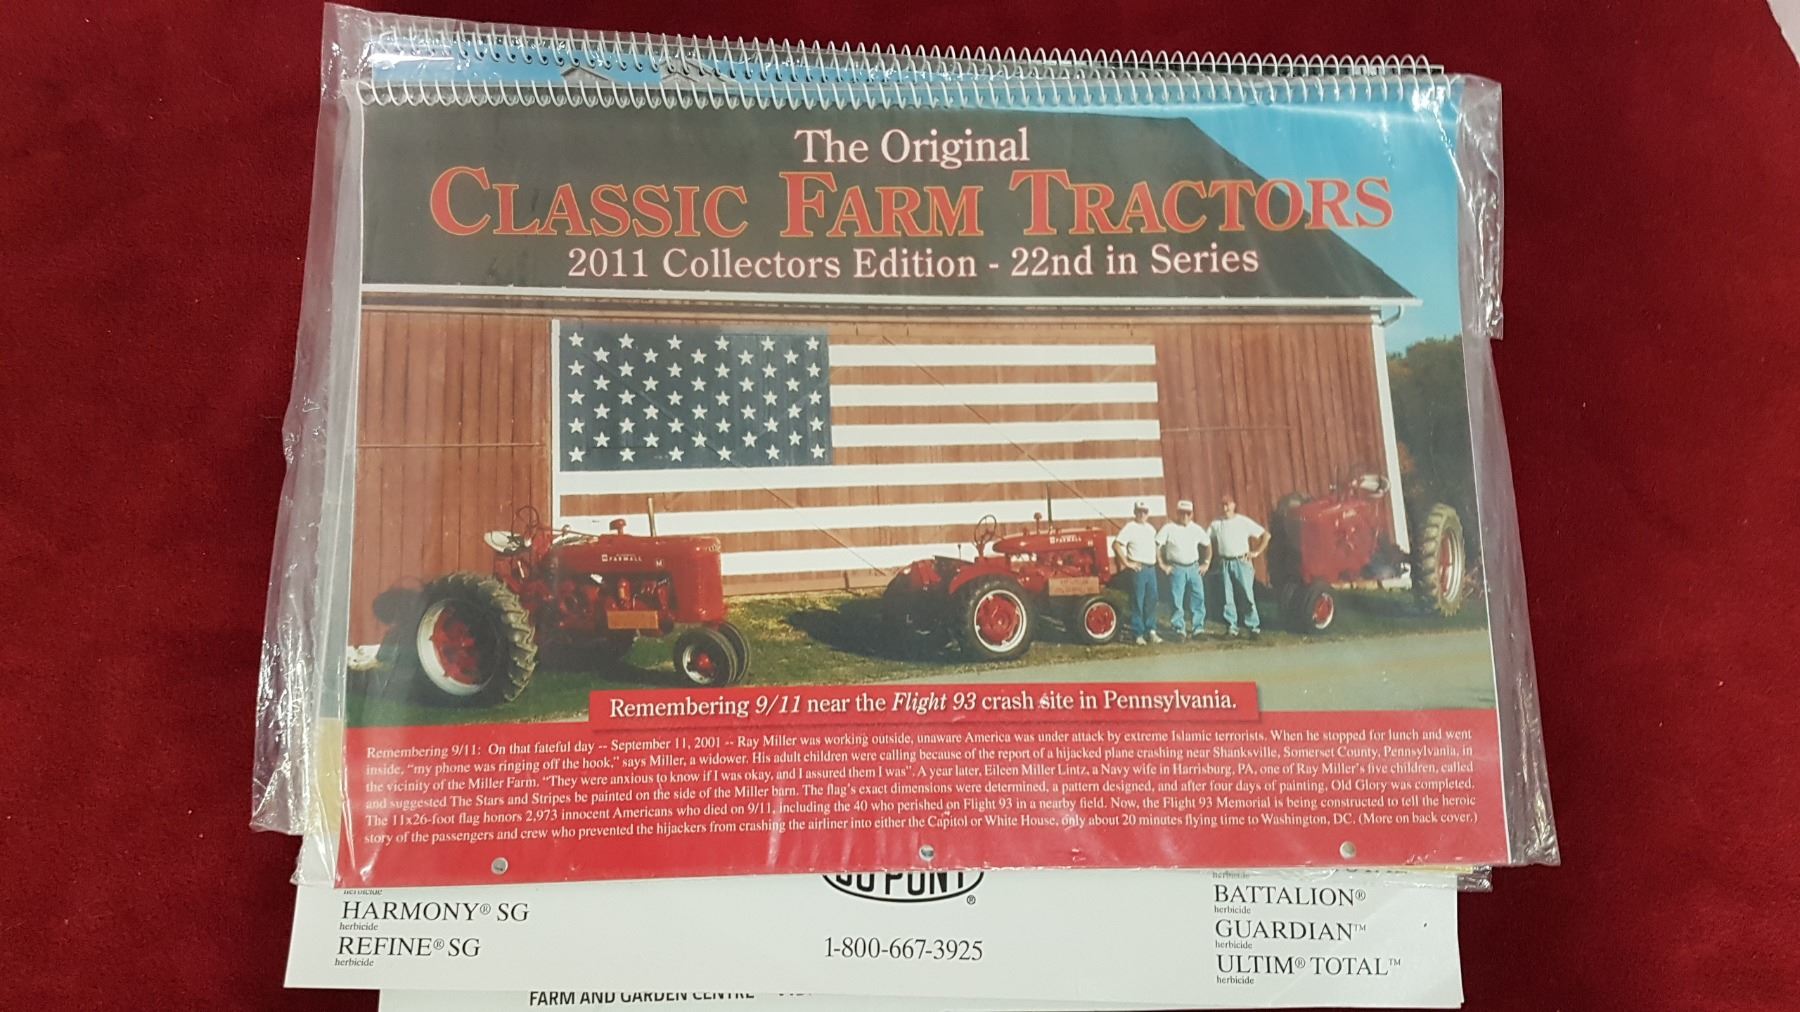 The Original
CLASSIC FARM TRACTORS
2011 Collectors Edition - 22nd in Series
FARMALL M
FARMALL
Remembering 9/11 near the Flight 93 crash site in Pennsylvania.
Remembering 9/11: On that fateful day -- September 11, 2001 -- Ray Miller was working outside, unaware America was under attack by extreme Islamic terrorists. When he stopped for lunch and went
inside, "my phone was ringing off the hook," says Miller, a widower. His adult children were calling because of the report of a hijacked plane crashing near Shanksville, Somerset County, Pennsylvania, in
the vicinity of the Miller Farm. "They were anxious to know if I was okay, and I assured them I was". A year later, Eileen Miller Lintz, a Navy wife in Harrisburg, PA, one of Ray Miller's five children, called
and suggested The Stars and Stripes be painted on the side of the Miller barn. The flag's exact dimensions were determined, a pattern designed, and after four days of painting, Old Glory was completed.
The 11x26-foot flag honors 2,973 innocent Americans who died on 9/11, including the 40 who perished on Flight 93 in a nearby field. Now, the Flight 93 Memorial is being constructed to tell the heroic
story of the passengers and crew who prevented the hijackers from crashing the airliner into either the Capitol or White House, only about 20 minutes flying time to Washington, DC. (More on back cover.)
herbicide
HARMONY® SG
herbicide
REFINE® SG
herbicide
DU PONT®
1-800-667-3925
herbicide
BATTALION®
herbicide
GUARDIAN™
herbicide
ULTIM® TOTAL™
herbicide
FARM AND GARDEN CENTRE